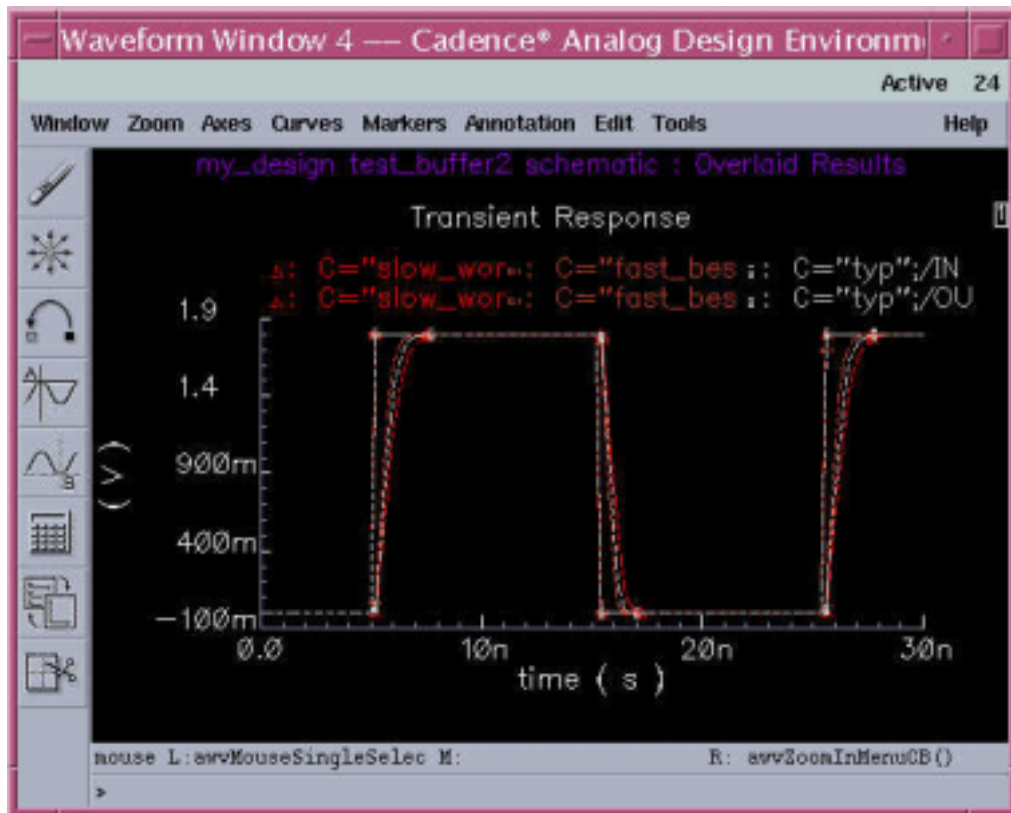 Waveform Window 4 —— Cadence® Analog Design Environm
Active 24
Window Zoom Axes Curves Markers Annotation Edit Tools Help
my_design test_buffer2 schematic : Overlaid Results
Transient Response
: C="slow_wor : C="fast_bes : C="typ";/IN
: C="slow_wor : C="fast_bes : C="typ";/OU
1.9
1.4
900m
400m
-100m
( V )
0.0 10n 20n 30n
time ( s )
mouse L:awvMouseSingleSelec M: R: awvZoomInMenuCB()
>